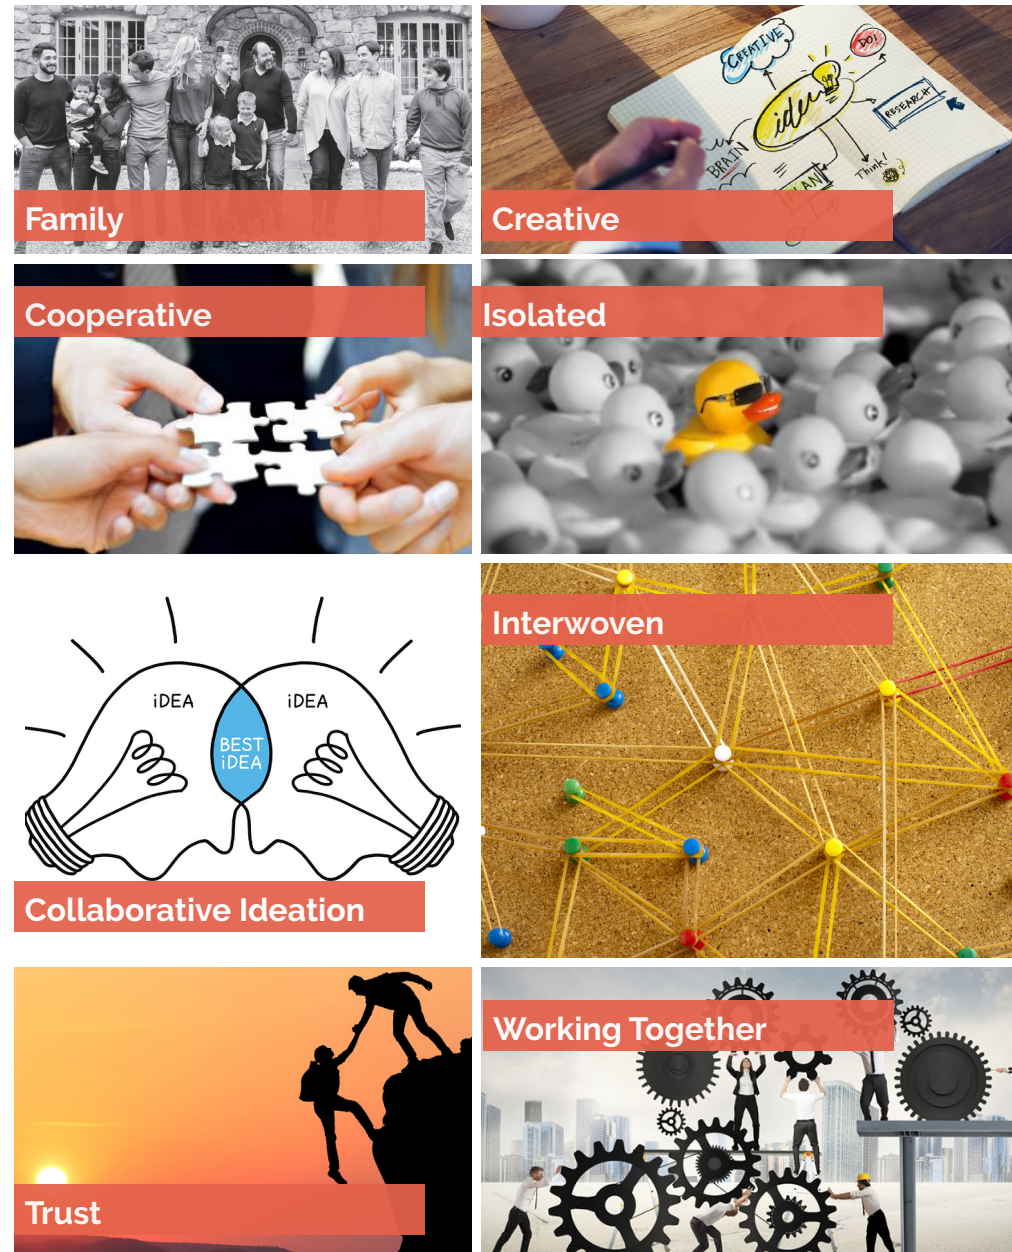 Family
CREATIVE
DO!
idea
RESEARCH
BRAIN
PLAN
Think!
Creative
Cooperative
Isolated
iDEA
iDEA
BEST
iDEA
Collaborative Ideation
Interwoven
Trust
Working Together